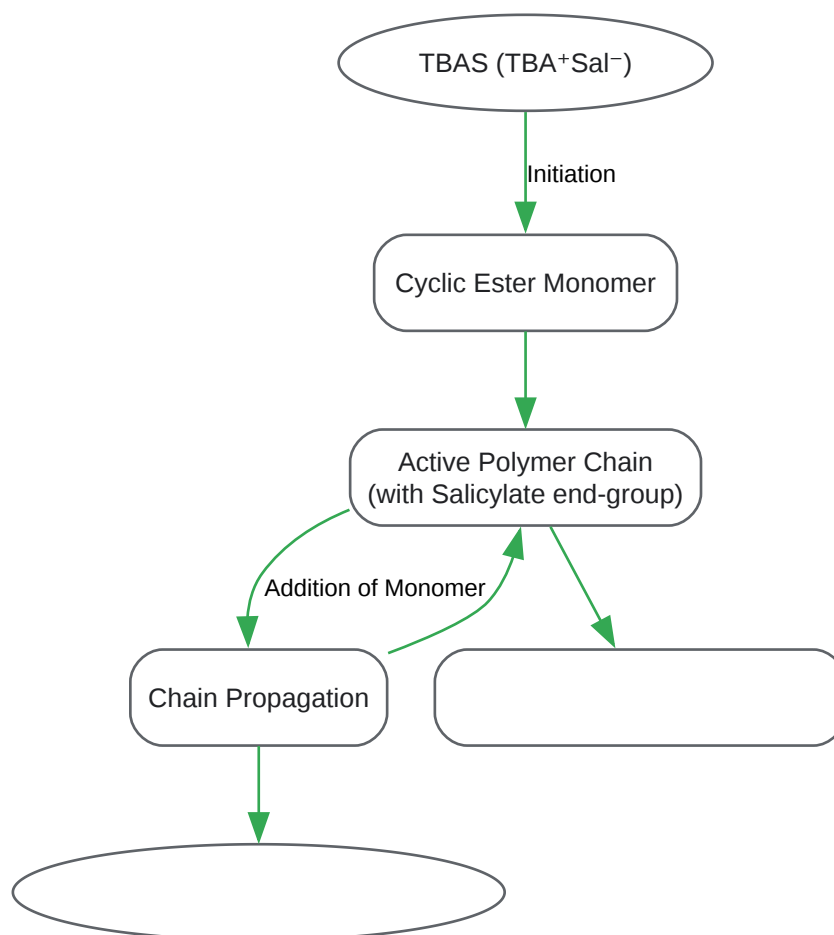 TBAS (TBA⁺Sal⁻)
Initiation
Cyclic Ester Monomer
Active Polymer Chain
(with Salicylate end-group)
Addition of Monomer
Chain Propagation